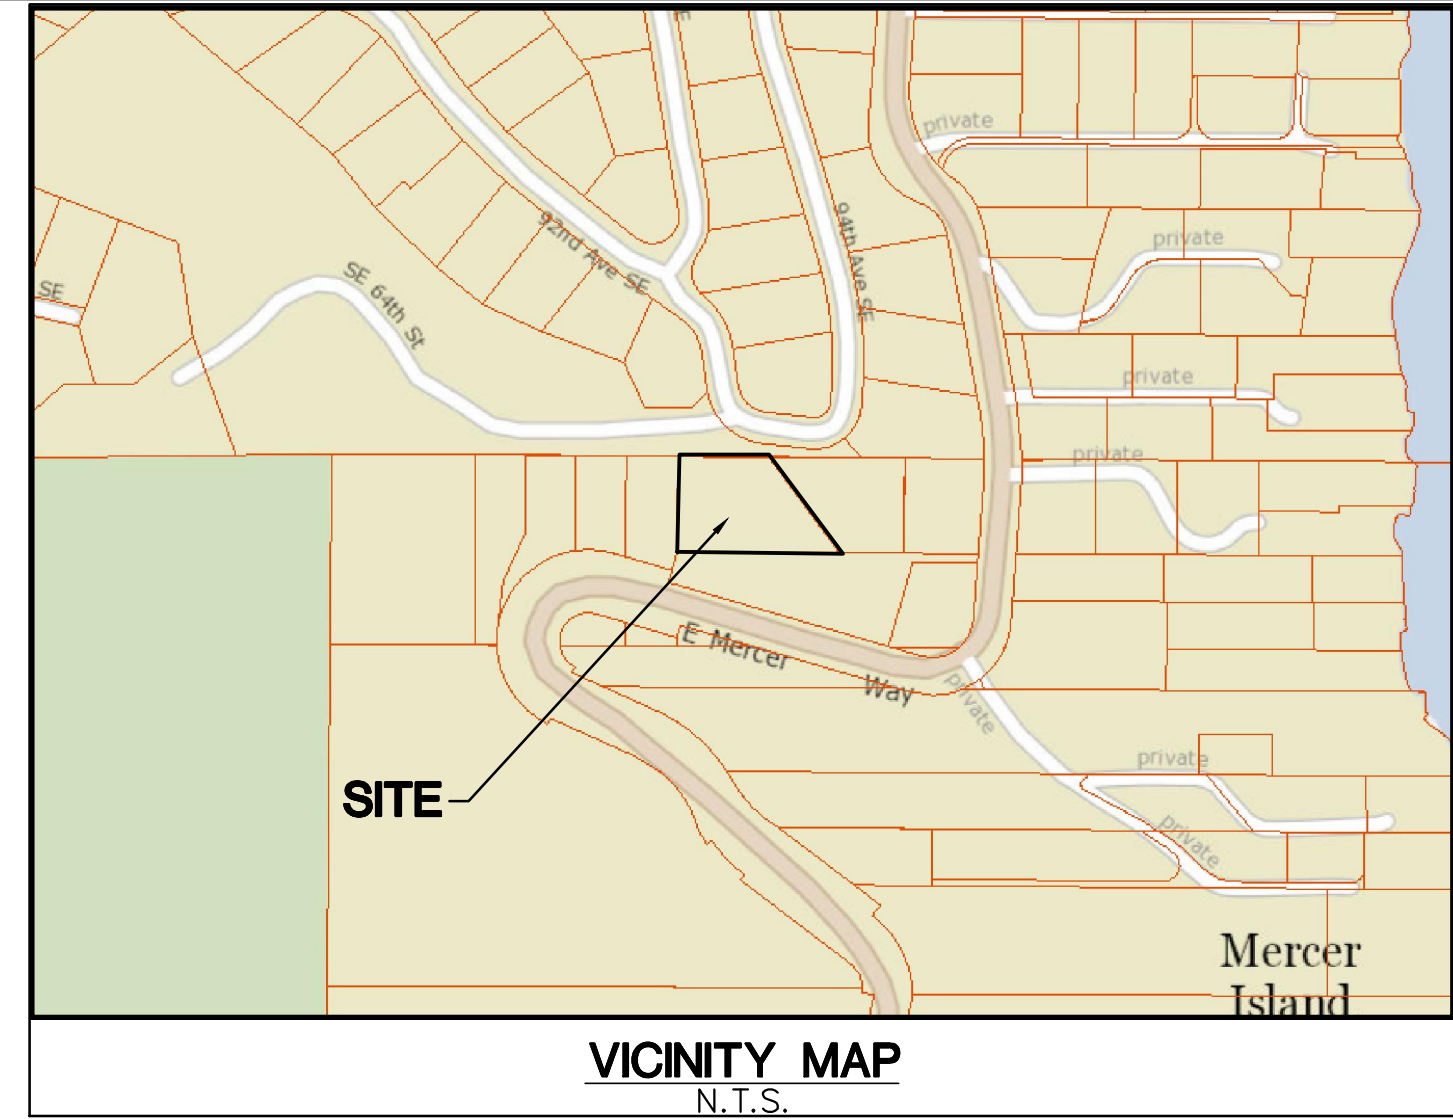 E
private
94th Ave SE
92nd Ave SE
private
SE 64th St
SE
private
private
E Mercer
Way
private
private
SITE
private
Mercer
Island
VICINITY MAP
N.T.S.